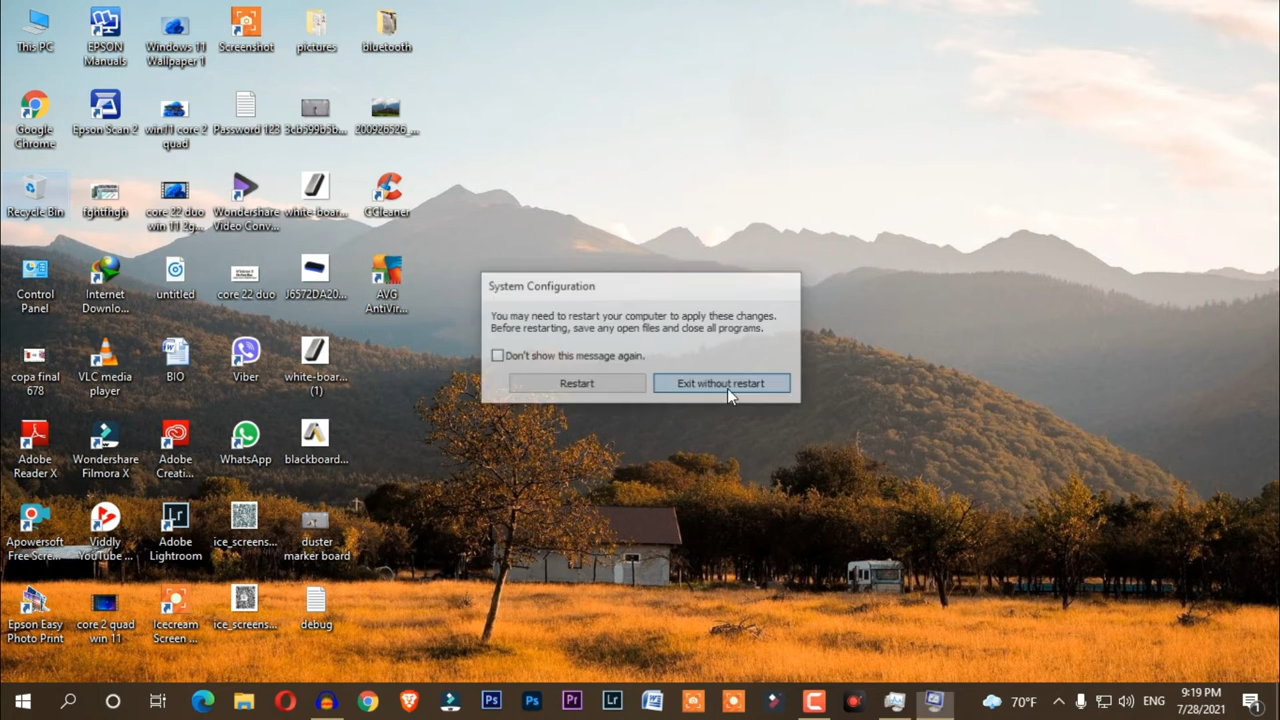 This PC
EPSON
Manuals
Windows 11
Wallpaper 1
Screenshot
pictures
bluetooth
Google
Chrome
Epson Scan 2
win11 core 2
quad
Password 123
3cb599b5b...
200926526_...
Recycle Bin
fghtfhgh
core 22 duo
win 11 2g...
Wondershare
Video Conv...
white-boar...
CCleaner
Control
Panel
Internet
Downlo...
untitled
core 22 duo
J6572DA20...
AVG
AntiVir...
copa final
678
VLC media
player
BIO
Viber
white-boar...
(1)
Adobe
Reader X
Wondershare
Filmora X
Adobe
Creati...
WhatsApp
blackboard...
Apowersoft
Free Scre...
Viddly
YouTube ...
Adobe
Lightroom
ice_screens...
duster
marker board
Epson Easy
Photo Print
core 2 quad
win 11
Icecream
Screen ...
ice_screens...
debug
System Configuration
You may need to restart your computer to apply these changes.
Before restarting, save any open files and close all programs.
Don't show this message again.
Restart
Exit without restart
70°F
ENG
9:19 PM
7/28/2021